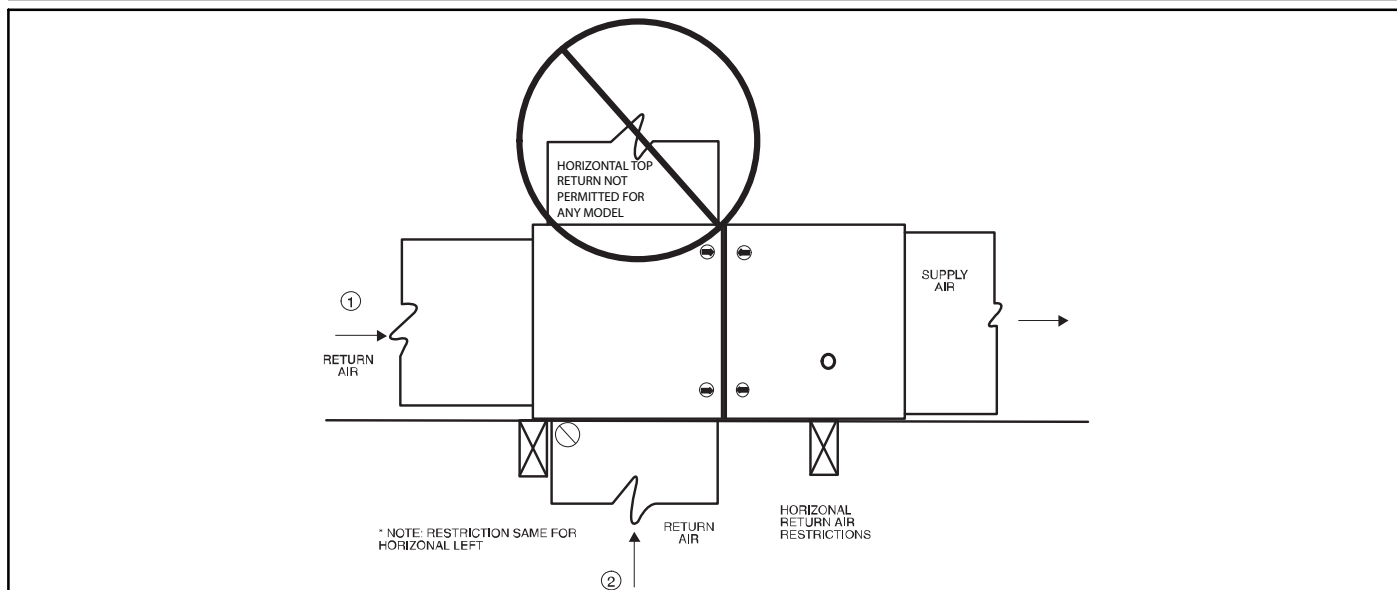 HORIZONTAL TOP
RETURN NOT
PERMITTED FOR
ANY MODEL
SUPPLY
AIR
1
RETURN
AIR
* NOTE: RESTRICTION SAME FOR
HORIZONAL LEFT
RETURN
AIR
2
HORIZONAL
RETURN AIR
RESTRICTIONS